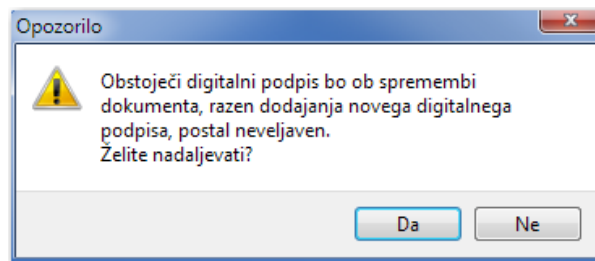 Opozorilo
Obstoječi digitalni podpis bo ob spremembi
dokumenta, razen dodajanja novega digitalnega
podpisa, postal neveljaven.
Želite nadaljevati?
Da
Ne